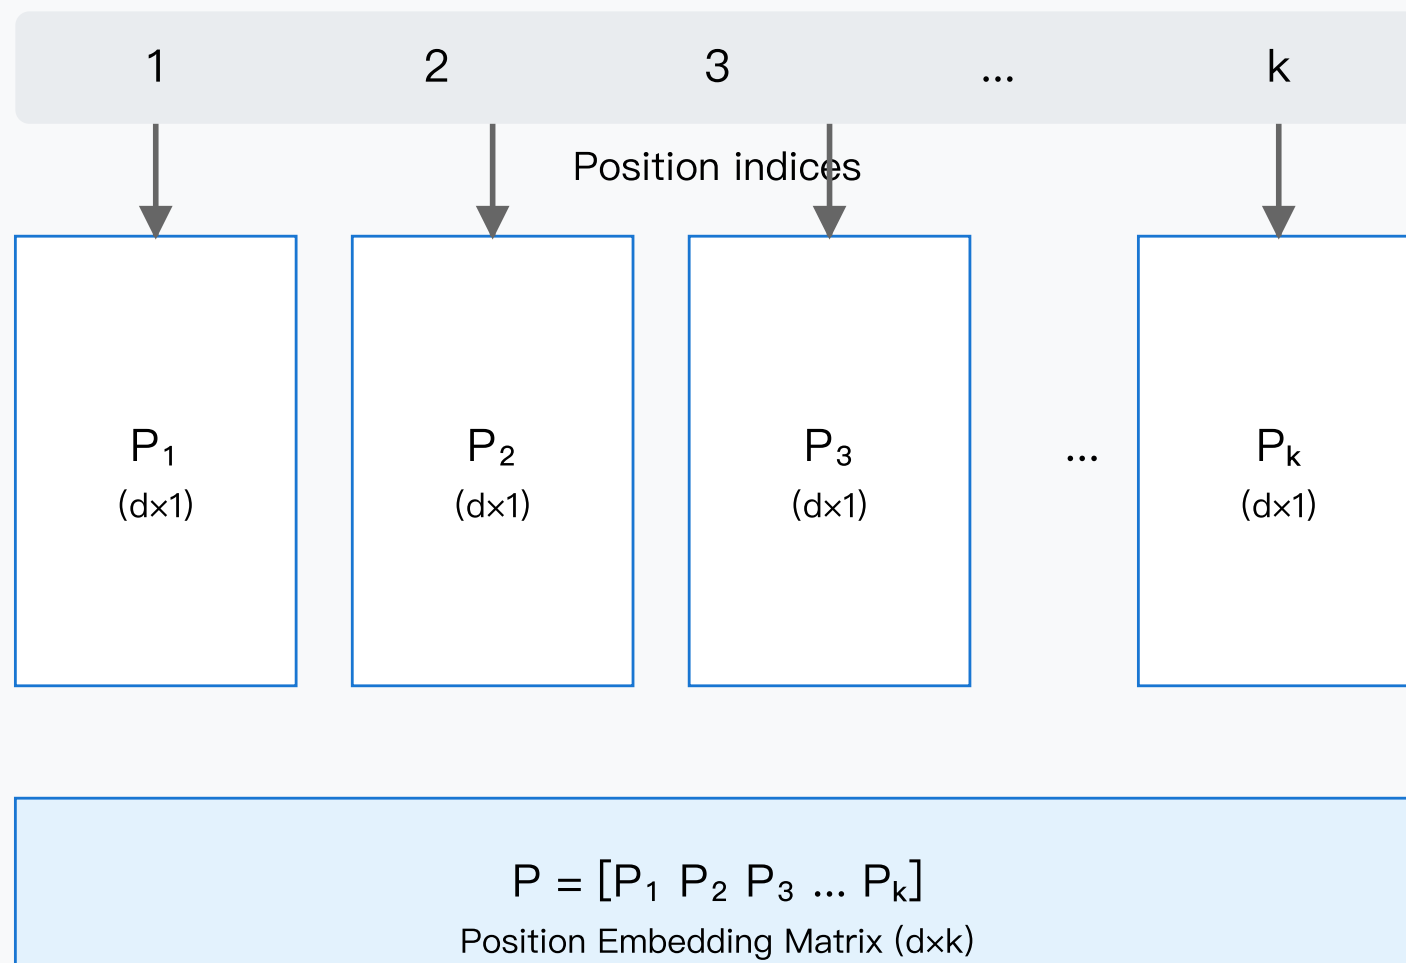 1 2 3 ... k
Position indices
P₁ P₂ P₃ ... Pₖ
(d×1) (d×1) (d×1) (d×1)
P = [P₁ P₂ P₃ ... Pₖ]
Position Embedding Matrix (d×k)